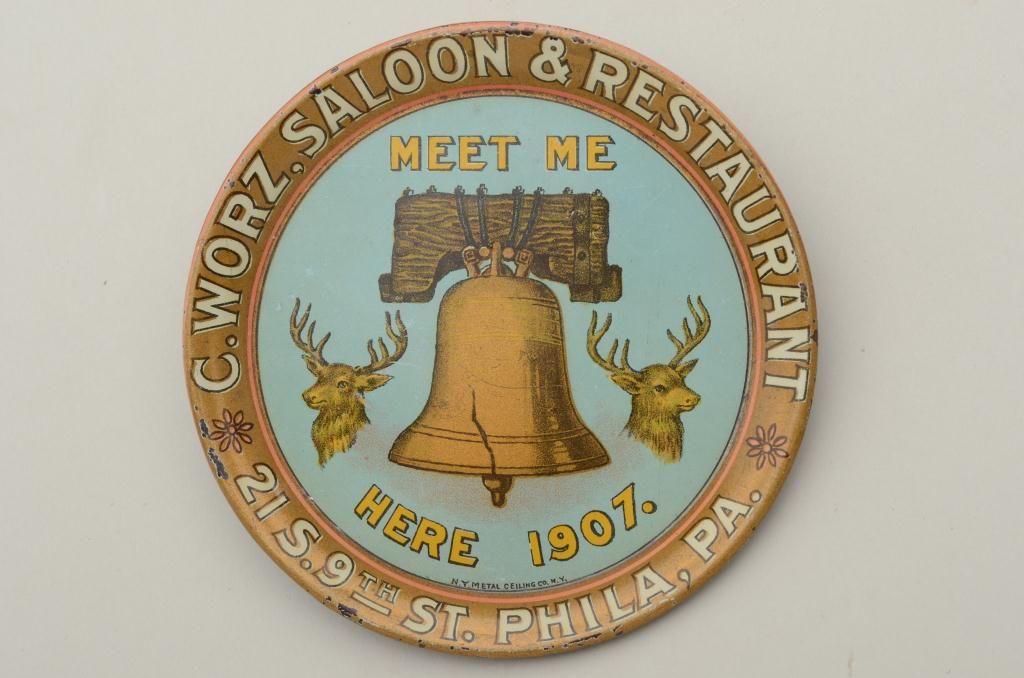 C. WORZ, SALOON & RESTAURANT
MEET ME
HERE 1907.
N.Y. METAL CEILING CO. N.Y.
21 S. 9TH ST. PHILA, PA.